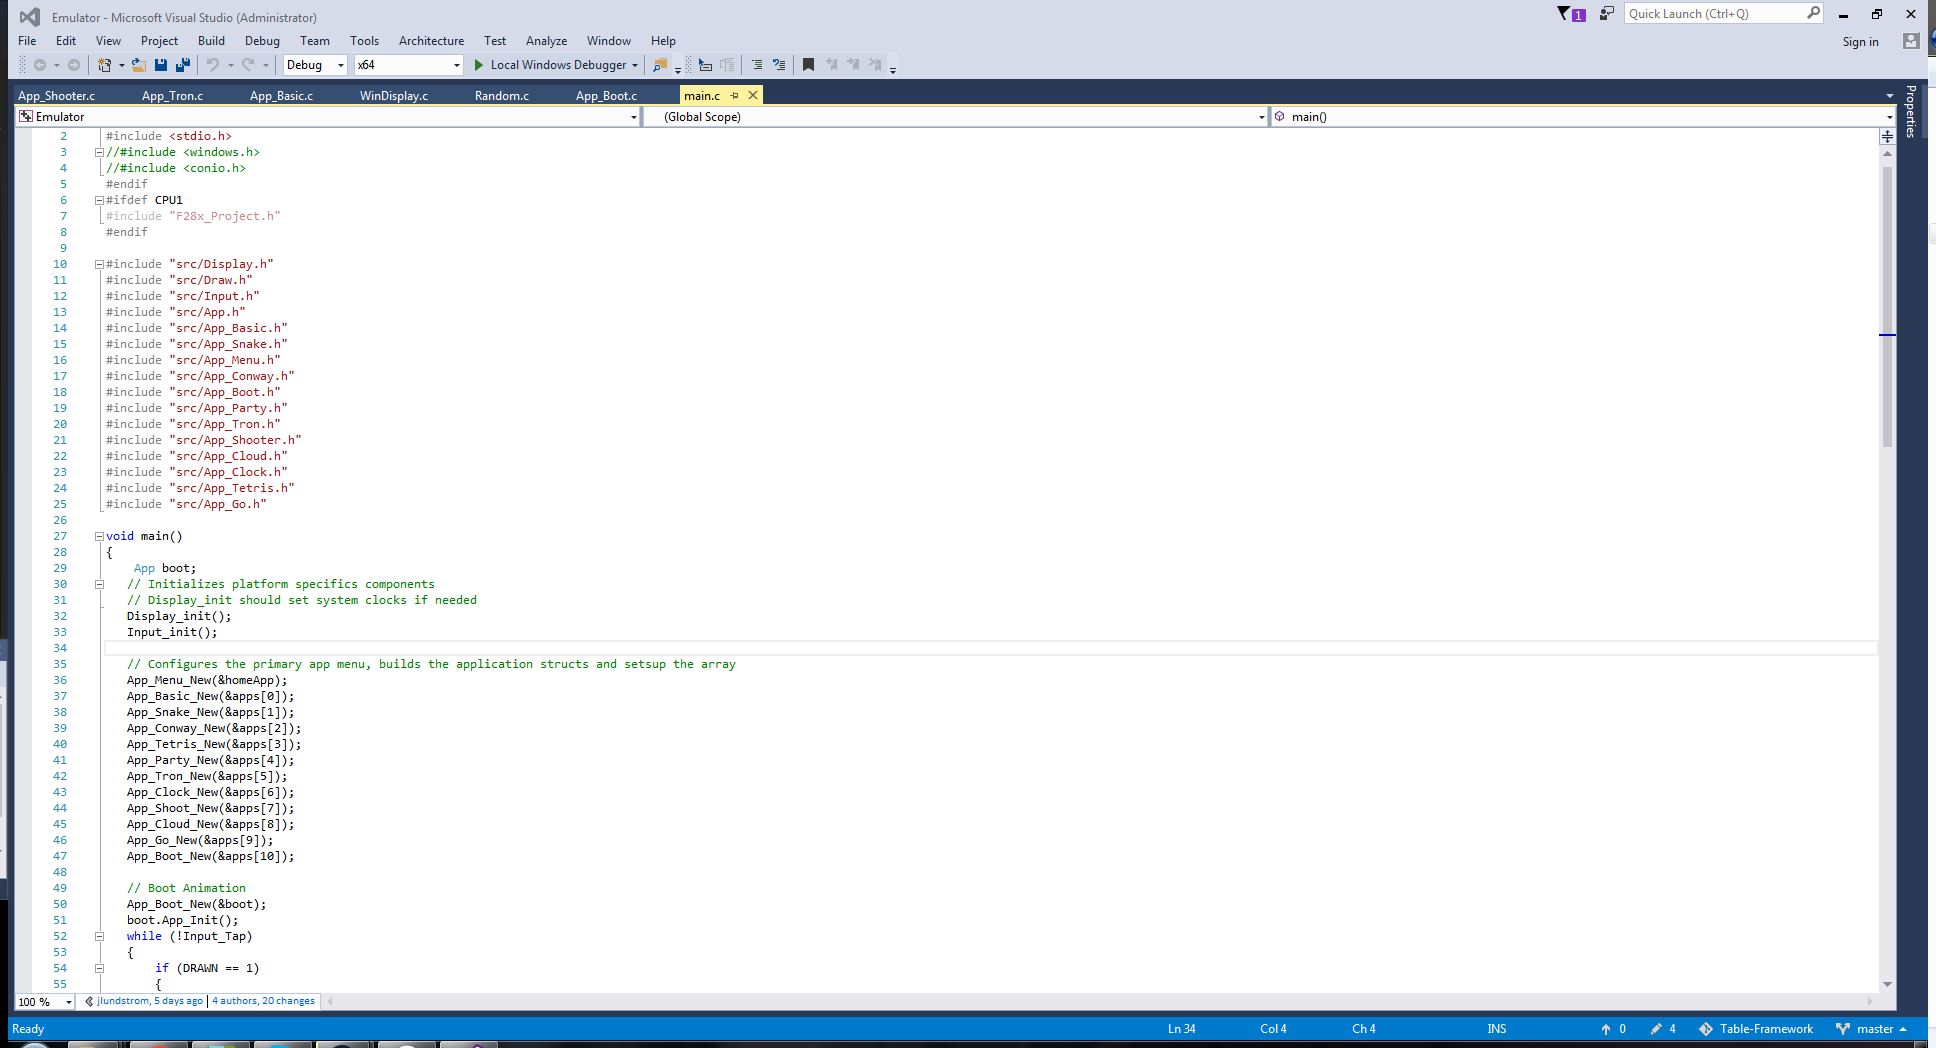 Emulator - Microsoft Visual Studio (Administrator)
1
Quick Launch (Ctrl+Q)
File Edit View Project Build Debug Team Tools Architecture Test Analyze Window Help
Sign in
Debug x64 Local Windows Debugger
App_Shooter.c App_Tron.c App_Basic.c WinDisplay.c Random.c App_Boot.c main.c
Properties
Emulator (Global Scope) main()
2 #include <stdio.h>
3 //#include <windows.h>
4 //#include <conio.h>
5 #endif
6 #ifdef CPU1
7 #include "F28x_Project.h"
8 #endif
9
10 #include "src/Display.h"
11 #include "src/Draw.h"
12 #include "src/Input.h"
13 #include "src/App.h"
14 #include "src/App_Basic.h"
15 #include "src/App_Snake.h"
16 #include "src/App_Menu.h"
17 #include "src/App_Conway.h"
18 #include "src/App_Boot.h"
19 #include "src/App_Party.h"
20 #include "src/App_Tron.h"
21 #include "src/App_Shooter.h"
22 #include "src/App_Cloud.h"
23 #include "src/App_Clock.h"
24 #include "src/App_Tetris.h"
25 #include "src/App_Go.h"
26
27 void main()
28 {
29 App boot;
30 // Initializes platform specifics components
31 // Display_init should set system clocks if needed
32 Display_init();
33 Input_init();
34
35 // Configures the primary app menu, builds the application structs and setsup the array
36 App_Menu_New(&homeApp);
37 App_Basic_New(&apps[0]);
38 App_Snake_New(&apps[1]);
39 App_Conway_New(&apps[2]);
40 App_Tetris_New(&apps[3]);
41 App_Party_New(&apps[4]);
42 App_Tron_New(&apps[5]);
43 App_Clock_New(&apps[6]);
44 App_Shoot_New(&apps[7]);
45 App_Cloud_New(&apps[8]);
46 App_Go_New(&apps[9]);
47 App_Boot_New(&apps[10]);
48
49 // Boot Animation
50 App_Boot_New(&boot);
51 boot.App_Init();
52 while (!Input_Tap)
53 {
54 if (DRAWN == 1)
55 {
100 % jlundstrom, 5 days ago | 4 authors, 20 changes
Ready Ln 34 Col 4 Ch 4 INS 0 4 Table-Framework master